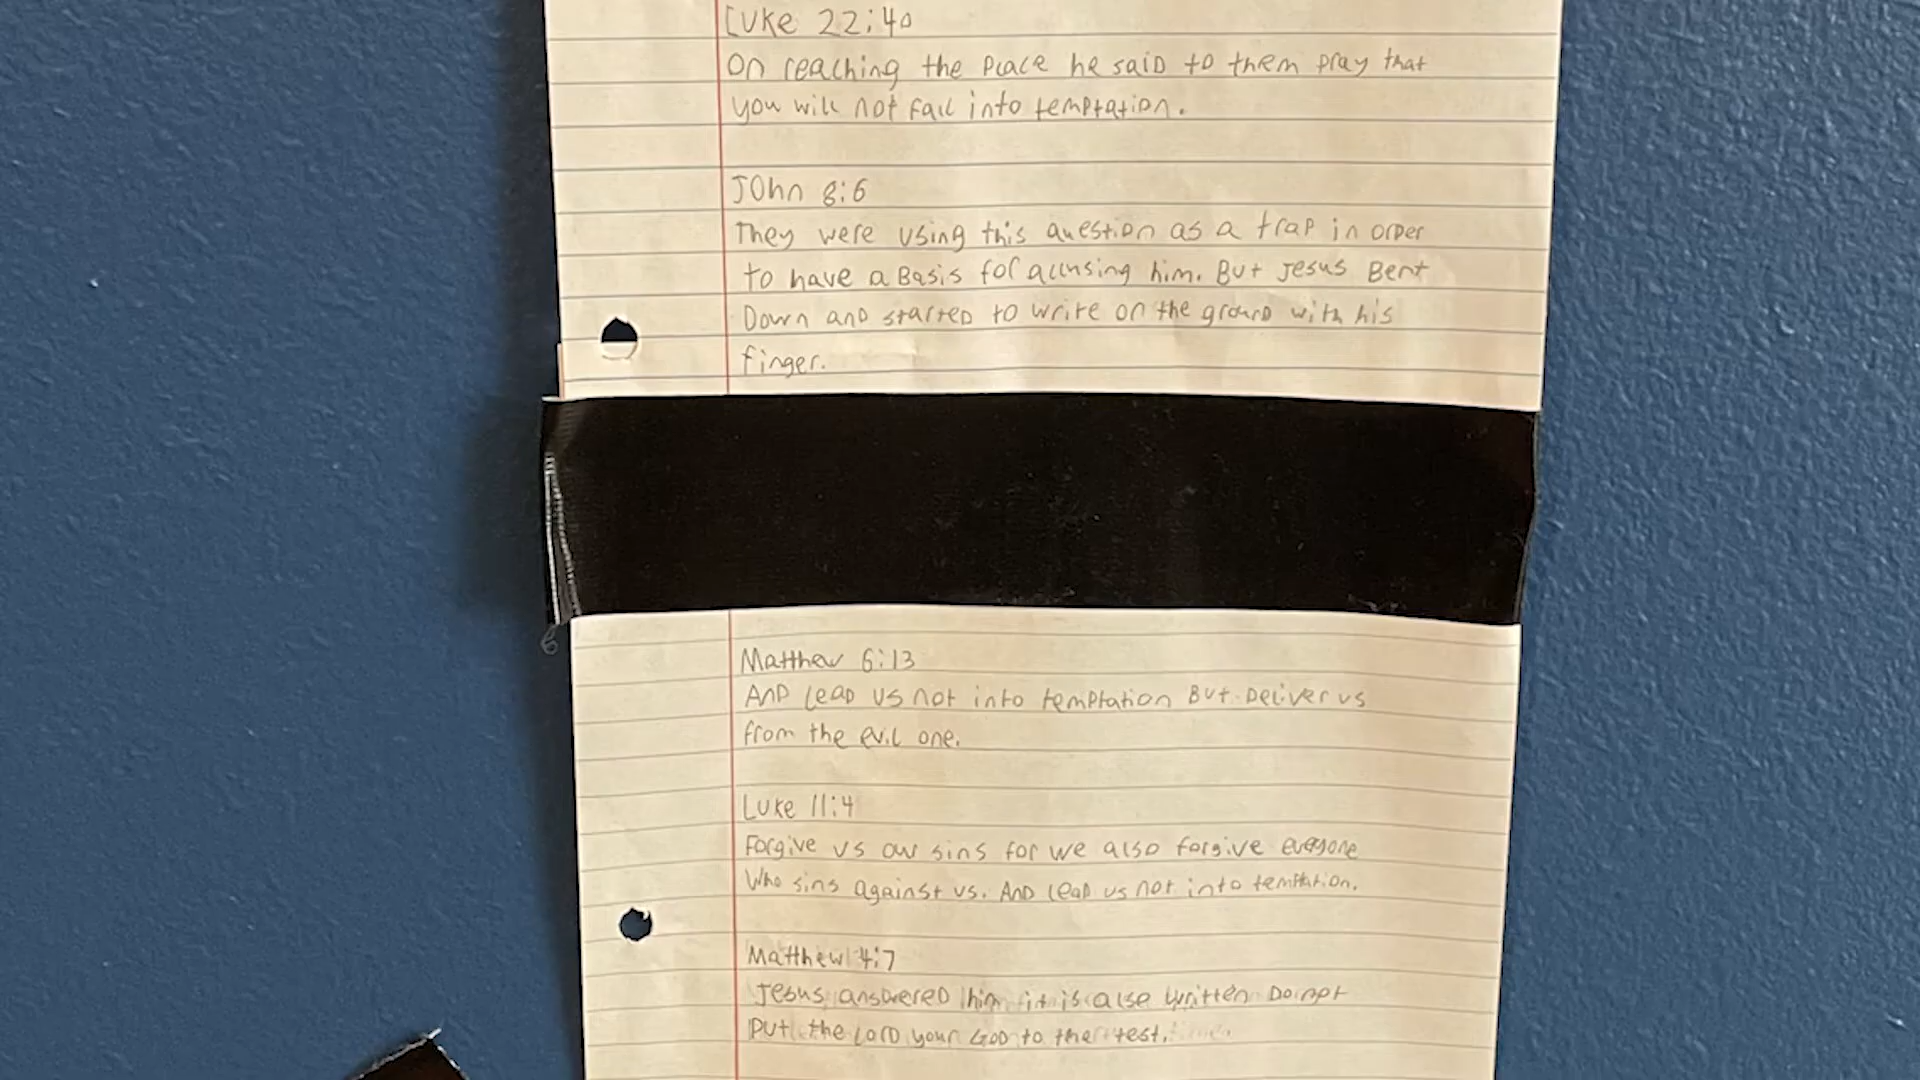 Luke 22:40
On reaching the place he said to them pray that
you will not fall into temptation.
John 8:6
They were using this question as a trap in order
to have a Basis for accusing him. But Jesus Bent
Down and started to write on the ground with his
finger.
Matthew 6:13
And lead us not into temptation But Deliver us
from the evil one.
Luke 11:4
Forgive us our sins for we also forgive everyone
Who sins against us. And lead us not into temptation.
Matthew 4:7
Jesus answered him it is also written Do not
Put the Lord your God to the test.